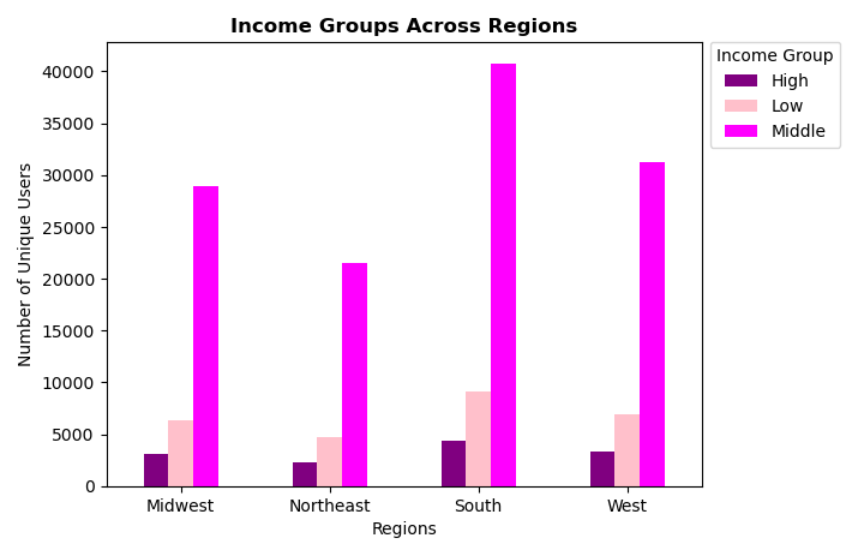 Income Groups Across Regions
Income Group
High
Low
Middle
Number of Unique Users
40000
35000
30000
25000
20000
15000
10000
5000
0
Midwest Northeast South West
Regions